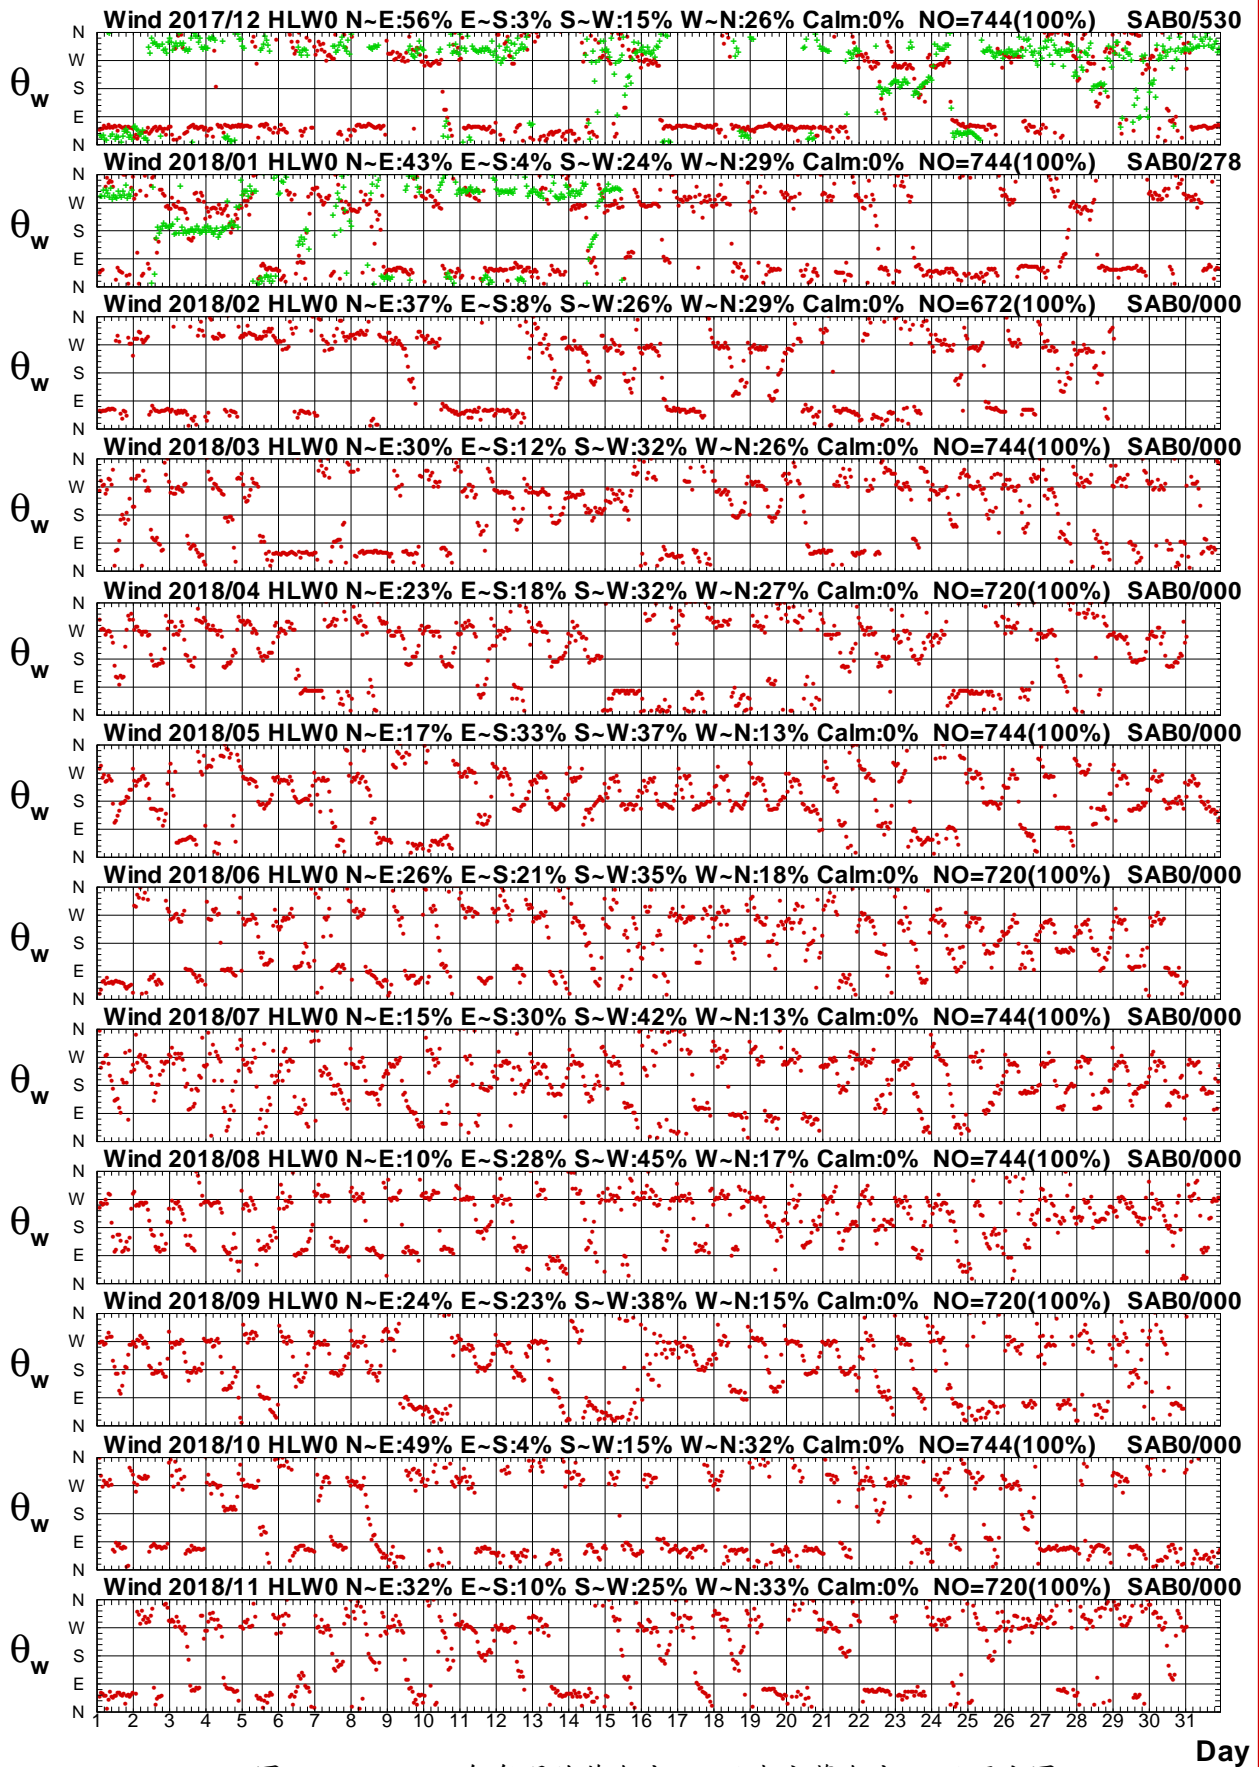 Wind 2017/12 HLW0 N~E:56% E~S:3% S~W:15% W~N:26% Calm:0% NO=744(100%) SAB0/530
N
W
S
E
N
θw
Wind 2018/01 HLW0 N~E:43% E~S:4% S~W:24% W~N:29% Calm:0% NO=744(100%) SAB0/278
N
W
S
E
N
θw
Wind 2018/02 HLW0 N~E:37% E~S:8% S~W:26% W~N:29% Calm:0% NO=672(100%) SAB0/000
N
W
S
E
N
θw
Wind 2018/03 HLW0 N~E:30% E~S:12% S~W:32% W~N:26% Calm:0% NO=744(100%) SAB0/000
N
W
S
E
N
θw
Wind 2018/04 HLW0 N~E:23% E~S:18% S~W:32% W~N:27% Calm:0% NO=720(100%) SAB0/000
N
W
S
E
N
θw
Wind 2018/05 HLW0 N~E:17% E~S:33% S~W:37% W~N:13% Calm:0% NO=744(100%) SAB0/000
N
W
S
E
N
θw
Wind 2018/06 HLW0 N~E:26% E~S:21% S~W:35% W~N:18% Calm:0% NO=720(100%) SAB0/000
N
W
S
E
N
θw
Wind 2018/07 HLW0 N~E:15% E~S:30% S~W:42% W~N:13% Calm:0% NO=744(100%) SAB0/000
N
W
S
E
N
θw
Wind 2018/08 HLW0 N~E:10% E~S:28% S~W:45% W~N:17% Calm:0% NO=744(100%) SAB0/000
N
W
S
E
N
θw
Wind 2018/09 HLW0 N~E:24% E~S:23% S~W:38% W~N:15% Calm:0% NO=720(100%) SAB0/000
N
W
S
E
N
θw
Wind 2018/10 HLW0 N~E:49% E~S:4% S~W:15% W~N:32% Calm:0% NO=744(100%) SAB0/000
N
W
S
E
N
θw
Wind 2018/11 HLW0 N~E:32% E~S:10% S~W:25% W~N:33% Calm:0% NO=720(100%) SAB0/000
N
W
S
E
N
θw
1 2 3 4 5 6 7 8 9 10 11 12 13 14 15 16 17 18 19 20 21 22 23 24 25 26 27 28 29 30 31
Day